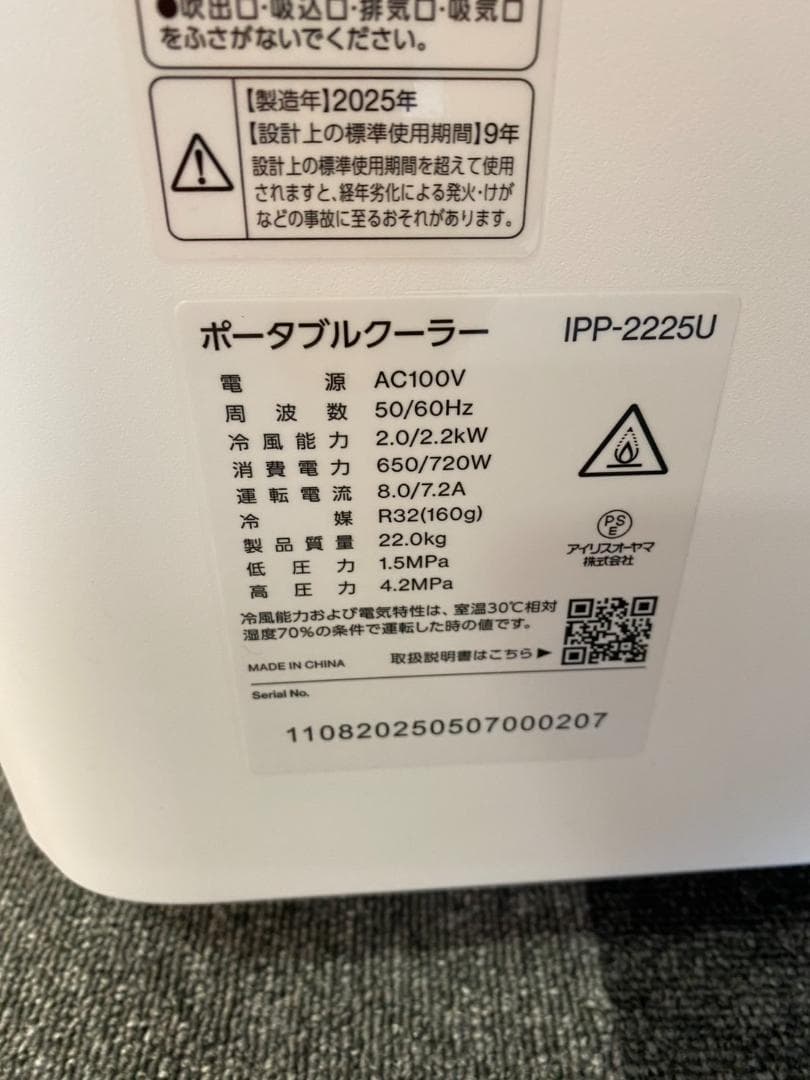 ●吹出口・吸込口・排気口・吸気口
をふさがないでください。
【製造年】2025年
【設計上の標準使用期間】9年
設計上の標準使用期間を超えて使用
されますと、経年劣化による発火・けが
などの事故に至るおそれがあります。
ポータブルクーラー IPP-2225U
電源 AC100V
周波数 50/60Hz
冷風能力 2.0/2.2kW
消費電力 650/720W
運転電流 8.0/7.2A
冷媒 R32(160g)
製品質量 22.0kg
低圧力 1.5MPa
高圧力 4.2MPa
PS
E
アイリスオーヤマ
株式会社
冷風能力および電気特性は、室温30℃相対
湿度70%の条件で運転した時の値です。
MADE IN CHINA 取扱説明書はこちら▶
Serial No.
110820250507000207